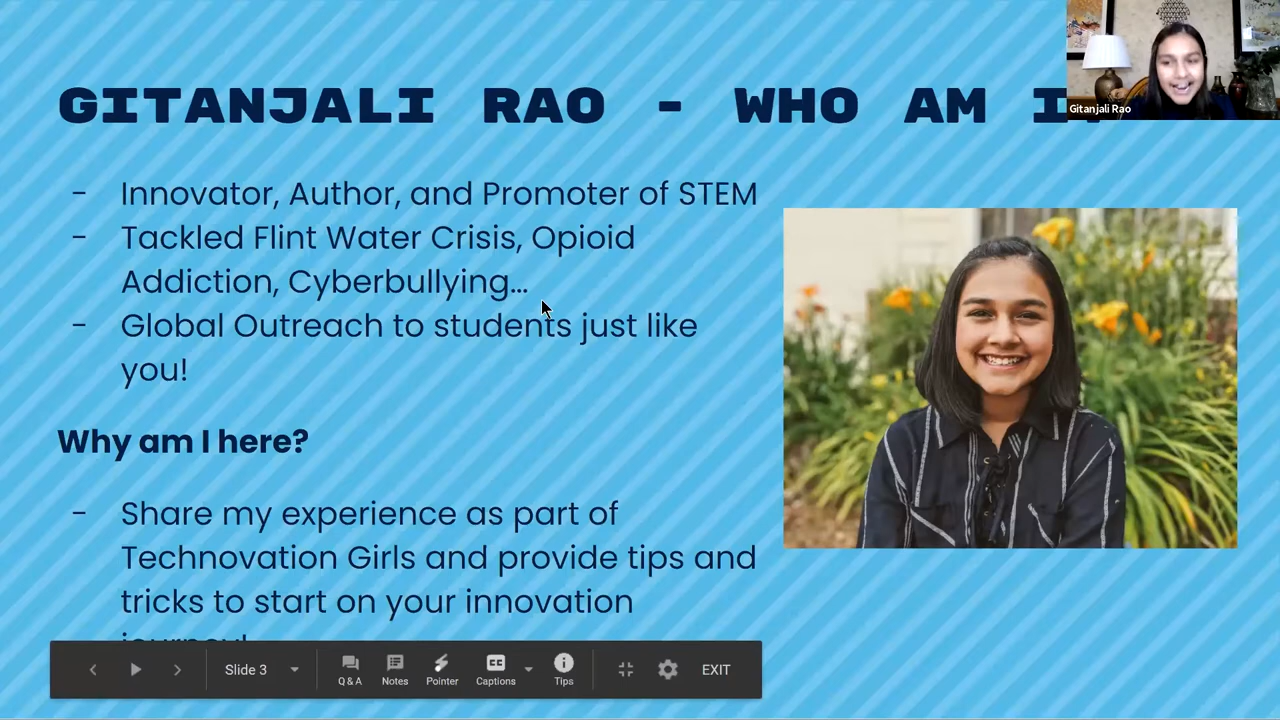 GITANJALI RAO - WHO AM I
Gitanjali Rao
- Innovator, Author, and Promoter of STEM
- Tackled Flint Water Crisis, Opioid
Addiction, Cyberbullying...
- Global Outreach to students just like
you!
Why am I here?
- Share my experience as part of
Technovation Girls and provide tips and
tricks to start on your innovation
journey!
Slide 3
Q & A
Notes
Pointer
CC
Captions
Tips
EXIT